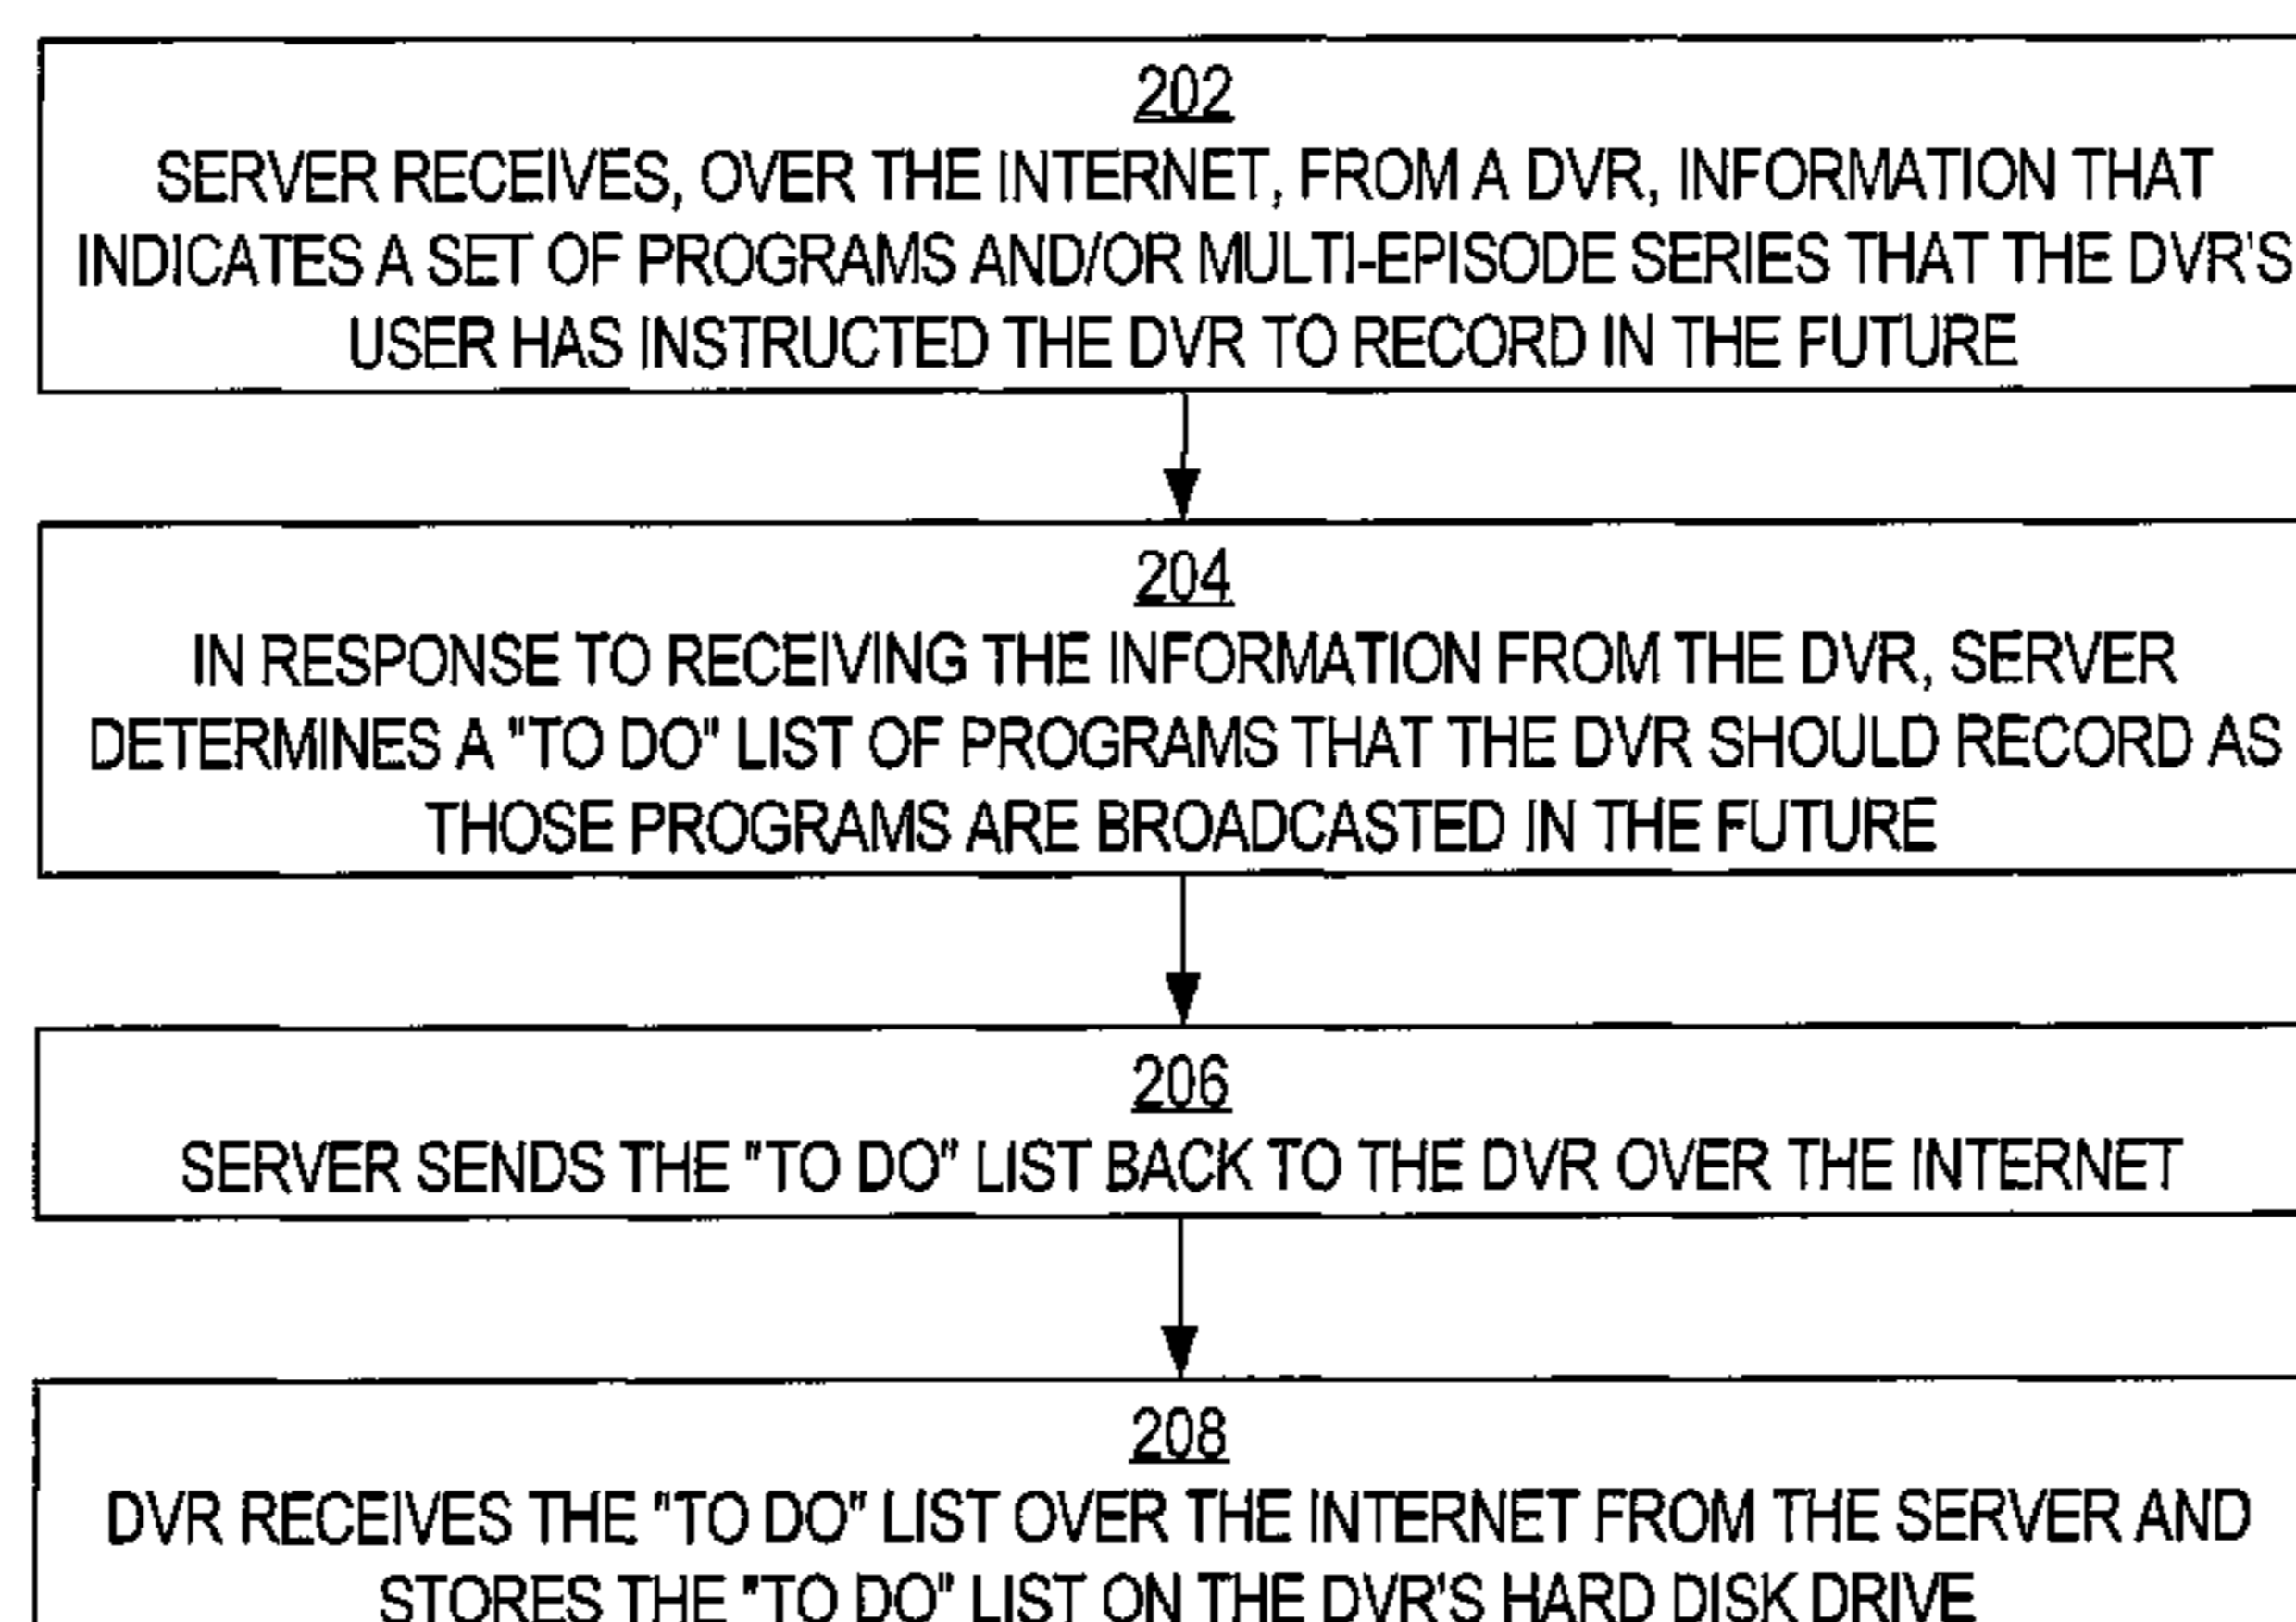 202
SERVER RECEIVES, OVER THE INTERNET, FROM A DVR, INFORMATION THAT
INDICATES A SET OF PROGRAMS AND/OR MULTI-EPISODE SERIES THAT THE DVR'S
USER HAS INSTRUCTED THE DVR TO RECORD IN THE FUTURE
204
IN RESPONSE TO RECEIVING THE INFORMATION FROM THE DVR, SERVER
DETERMINES A "TO DO" LIST OF PROGRAMS THAT THE DVR SHOULD RECORD AS
THOSE PROGRAMS ARE BROADCASTED IN THE FUTURE
206
SERVER SENDS THE "TO DO" LIST BACK TO THE DVR OVER THE INTERNET
208
DVR RECEIVES THE "TO DO" LIST OVER THE INTERNET FROM THE SERVER AND
STORES THE "TO DO" LIST ON THE DVR'S HARD DISK DRIVE